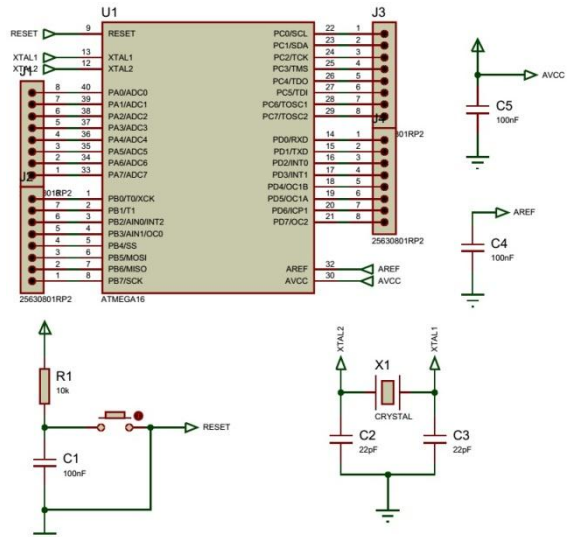 U1
J3
RESET 9 RESET PC0/SCL 22 1
PC1/SDA 23 2
XTAL1 13 XTAL1 PC2/TCK 24 3
XTAL2 12 XTAL2 PC3/TMS 25 4
J1 PC4/TDO 26 5
PC5/TDI 27 6
8 40 PA0/ADC0 PC6/TOSC1 28 7
7 39 PA1/ADC1 PC7/TOSC2 29 8
6 38 PA2/ADC2
5 37 PA3/ADC3 J4 801RP2
4 36 PA4/ADC4 PD0/RXD 14 1
3 35 PA5/ADC5 PD1/TXD 15 2
2 34 PA6/ADC6 PD2/INT0 16 3
1 33 PA7/ADC7 PD3/INT1 17 4
J2 PD4/OC1B 18 5
1 PB0/T0/XCK PD5/OC1A 19 6
7 2 PB1/T1 PD6/ICP1 20 7
6 3 PB2/AIN0/INT2 PD7/OC2 21 8
5 4 PB3/AIN1/OC0
4 5 PB4/SS 25630801RP2
3 6 PB5/MOSI
2 7 PB6/MISO AREF 32 AREF
1 8 PB7/SCK AVCC 30 AVCC
25630801RP2 ATMEGA16
AVCC
C5
100nF
AREF
C4
100nF
R1
10k
RESET
C1
100nF
XTAL2
XTAL1
X1
CRYSTAL
C2
22pF
C3
22pF